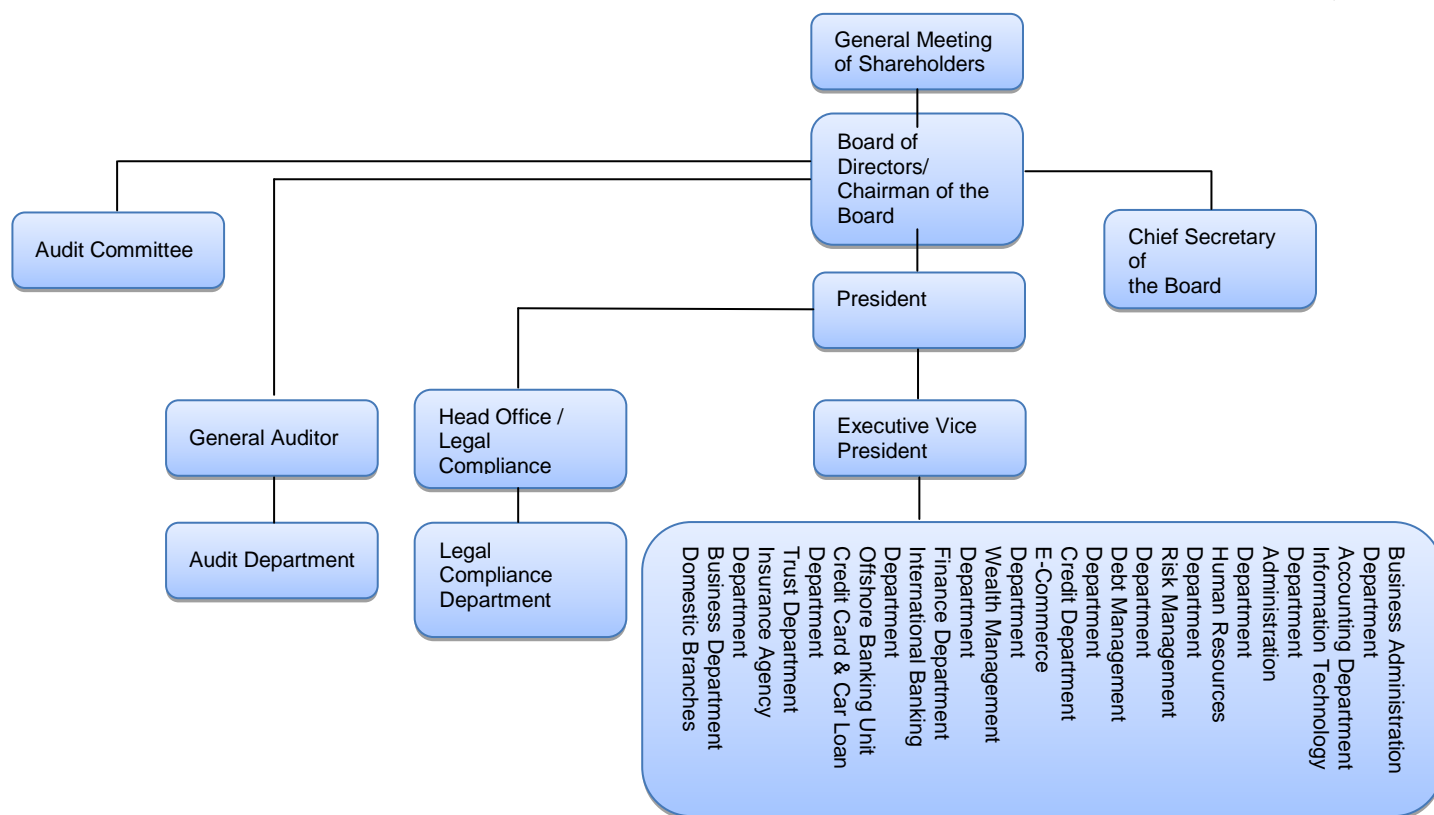 General Meeting
of Shareholders
Board of
Directors/
Chairman of the
Board
Audit Committee
Chief Secretary
of
the Board
President
General Auditor
Head Office /
Legal
Compliance
Executive Vice
President
Audit Department
Legal
Compliance
Department
Business Administration
Department
Accounting Department
Information Technology
Department
Administration
Department
Human Resources
Department
Risk Management
Department
Debt Management
Department
Credit Department
E-Commerce
Department
Wealth Management
Department
Finance Department
International Banking
Department
Offshore Banking Unit
Credit Card & Car Loan
Department
Trust Department
Insurance Agency
Department
Business Department
Domestic Branches